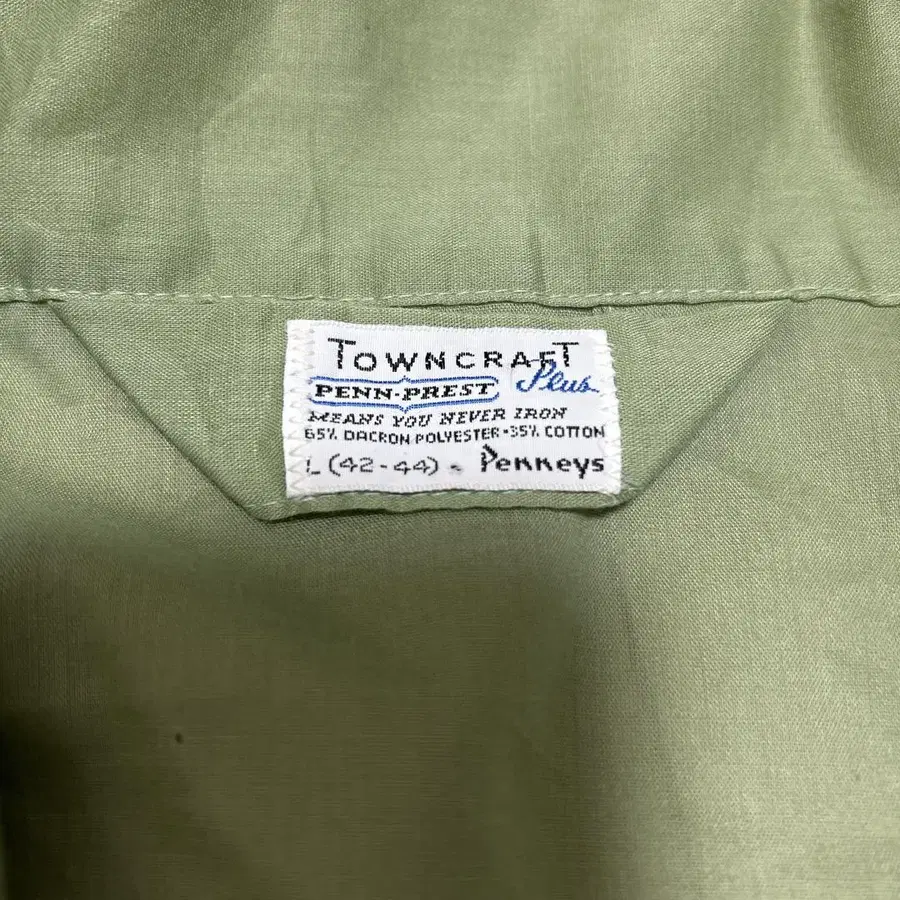 TOWNCRAFT
Plus
PENN-PREST
MEANS YOU NEVER IRON
65% DACRON POLYESTER·35% COTTON
L (42-44) - Penneys